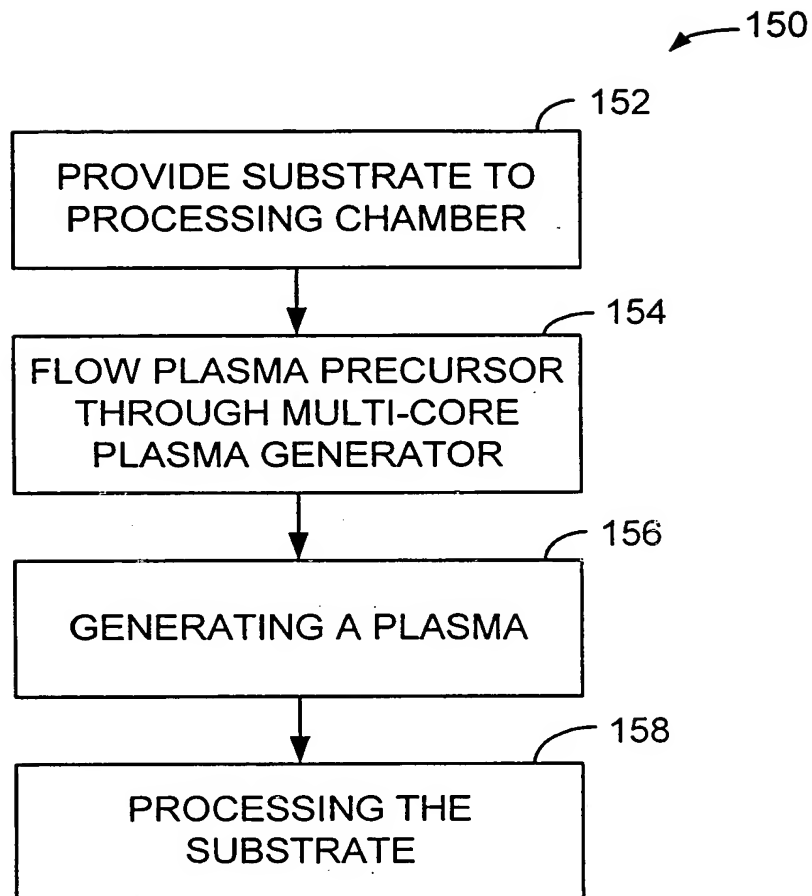 150
152
PROVIDE SUBSTRATE TO
PROCESSING CHAMBER
154
FLOW PLASMA PRECURSOR
THROUGH MULTI-CORE
PLASMA GENERATOR
156
GENERATING A PLASMA
158
PROCESSING THE
SUBSTRATE